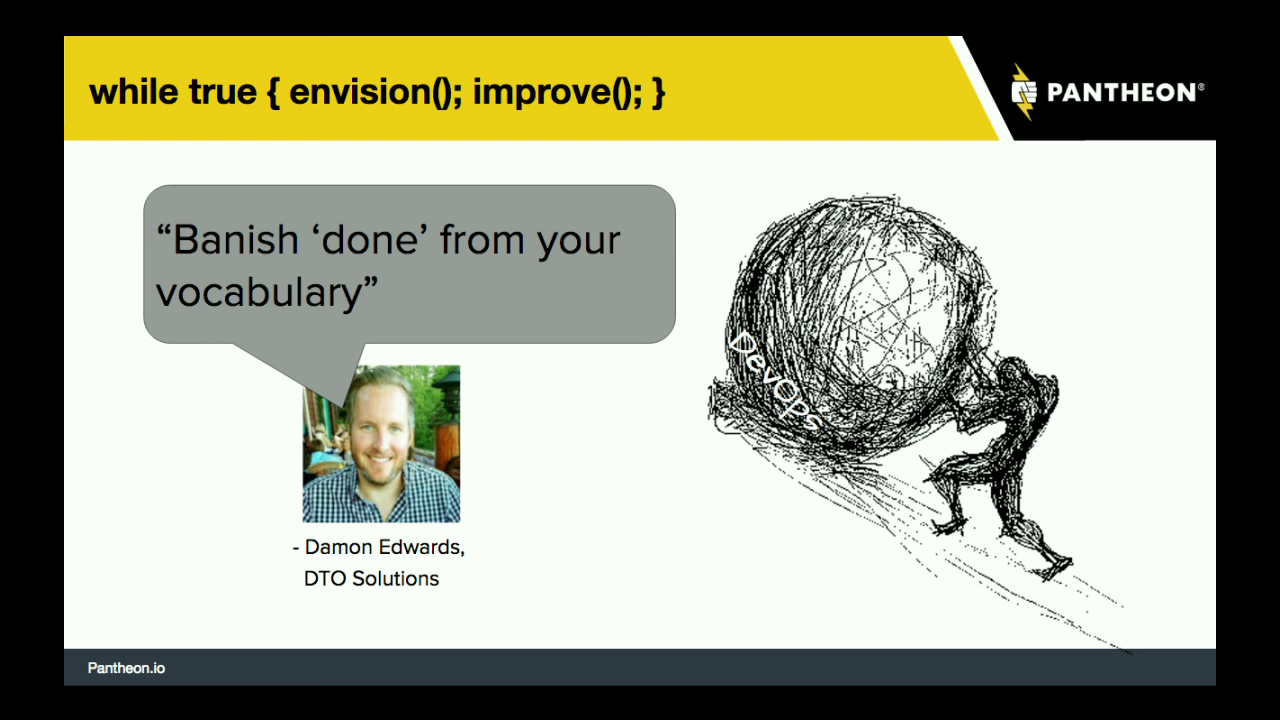 while true { envision(); improve(); }
PANTHEON®
“Banish ‘done’ from your
vocabulary”
DevOps
- Damon Edwards,
DTO Solutions
Pantheon.io